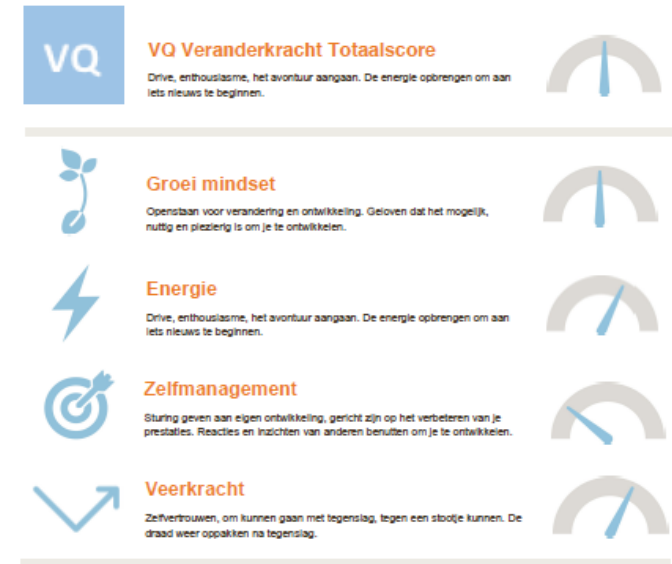 VQ
VQ Veranderkracht Totaalscore
Drive, enthousiasme, het avontuur aangaan. De energie opbrengen om aan
iets nieuws te beginnen.
Groei mindset
Openstaan voor verandering en ontwikkeling. Geloven dat het mogelijk,
nuttig en plezierig is om je te ontwikkelen.
Energie
Drive, enthousiasme, het avontuur aangaan. De energie opbrengen om aan
iets nieuws te beginnen.
Zelfmanagement
Sturing geven aan eigen ontwikkeling, gericht zijn op het verbeteren van je
prestaties. Reacties en inzichten van anderen benutten om je te ontwikkelen.
Veerkracht
Zelfvertrouwen, om kunnen gaan met tegenslag, tegen een stootje kunnen. De
draad weer oppakken na tegenslag.